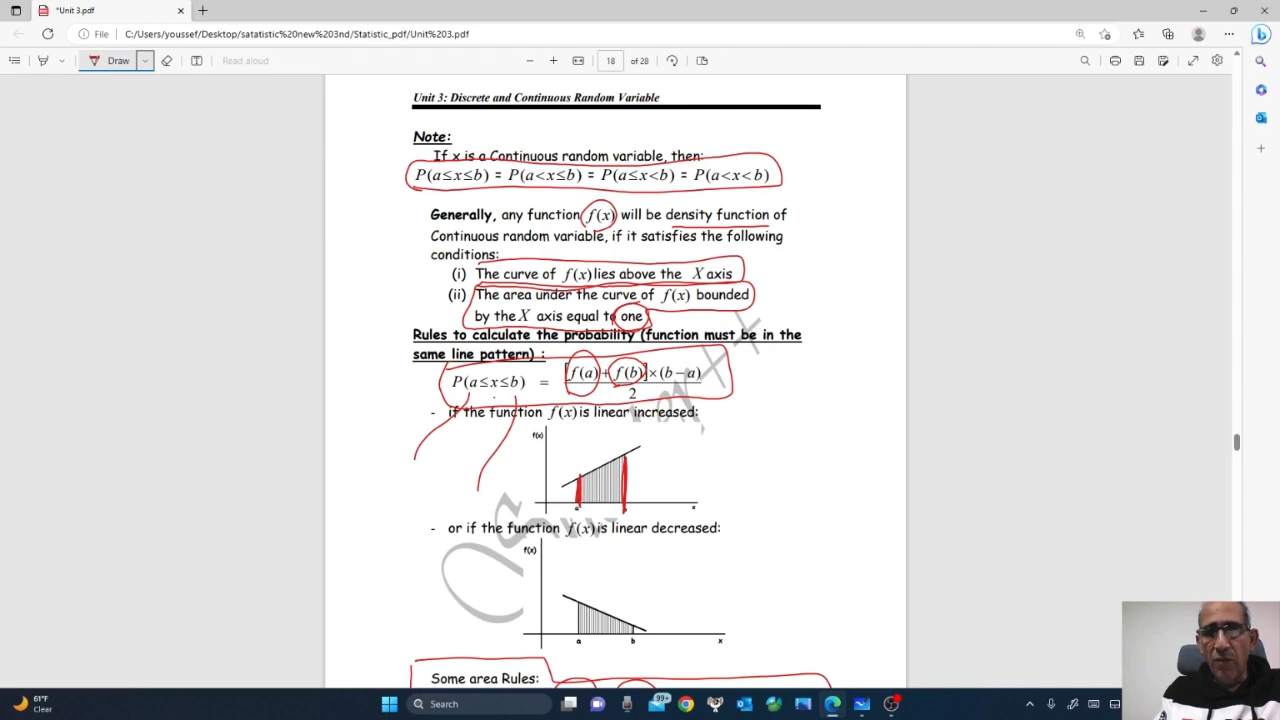 *Unit 3.pdf
File
C:/Users/youssef/Desktop/satatistic%20new%203nd/Statistic_pdf/Unit%203.pdf
Draw
Read aloud
18 of 28
Unit 3: Discrete and Continuous Random Variable
Note:
If x is a Continuous random variable, then:
P(a≤x≤b) = P(a<x≤b) = P(a≤x<b) = P(a<x<b)
Generally, any function f(x) will be density function of
Continuous random variable, if it satisfies the following
conditions:
(i) The curve of f(x) lies above the X axis
(ii) The area under the curve of f(x) bounded
by the X axis equal to one
Rules to calculate the probability (function must be in the
same line pattern) :
P(a≤x≤b) = [f(a)+f(b)]×(b−a)
2
- if the function f(x) is linear increased:
f(x)
a
x
- or if the function f(x) is linear decreased:
f(x)
a b x
Some area Rules:
61°F
Clear
Search
99+